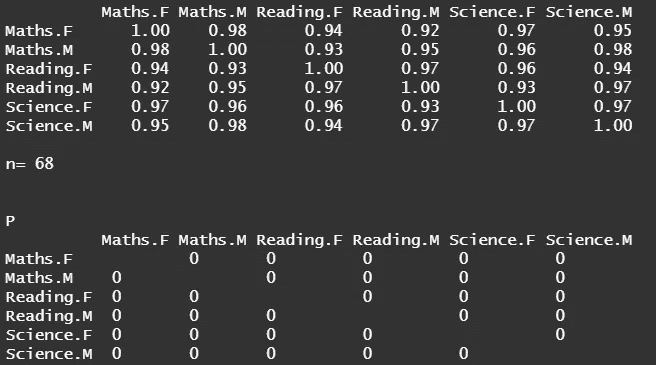 Maths.F Maths.M Reading.F Reading.M Science.F Science.M
Maths.F 1.00 0.98 0.94 0.92 0.97 0.95
Maths.M 0.98 1.00 0.93 0.95 0.96 0.98
Reading.F 0.94 0.93 1.00 0.97 0.96 0.94
Reading.M 0.92 0.95 0.97 1.00 0.93 0.97
Science.F 0.97 0.96 0.96 0.93 1.00 0.97
Science.M 0.95 0.98 0.94 0.97 0.97 1.00
n= 68
P
Maths.F Maths.M Reading.F Reading.M Science.F Science.M
Maths.F 0 0 0 0 0
Maths.M 0 0 0 0 0
Reading.F 0 0 0 0 0
Reading.M 0 0 0 0 0
Science.F 0 0 0 0 0
Science.M 0 0 0 0 0